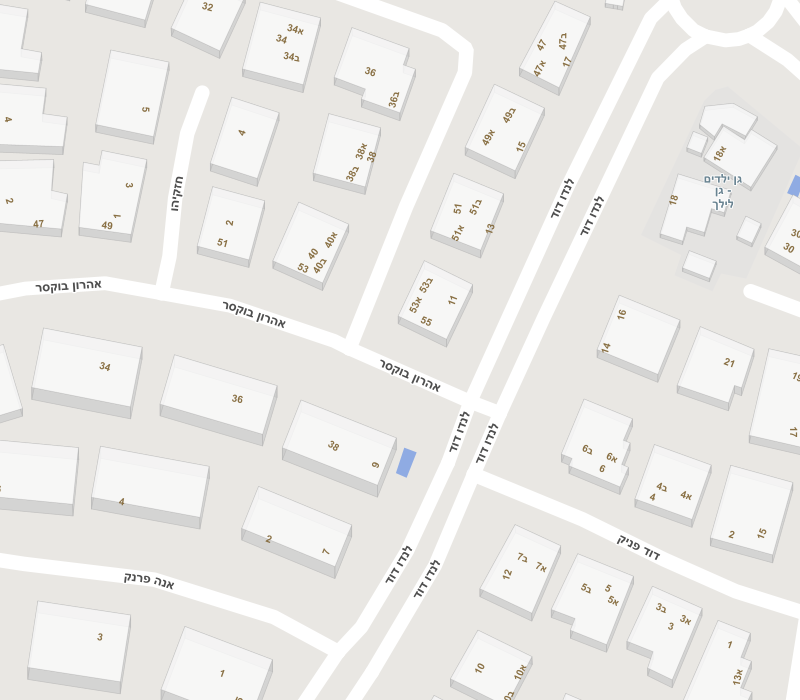 32
34א
34
34ב
36
36ב
47
47ב
47א
17
5
4
4
38א
38
38ב
49ב
49א
15
18א
גן ילדים
- גן
לילך
18
חזקיהו
3
1
49
2
47
2
51
40א
40
40ב
53
51
51ב
51א
13
לנדו דוד
לנדו דוד
30
30
אהרון בוקסר
אהרון בוקסר
53ב
53א
11
55
16
14
אהרון בוקסר
21
19
17
34
36
38
9
לנדו דוד
לנדו דוד
6ב
6א
6
4ב
4א
4
4
2
15
2
7
דוד פניק
לנדו דוד
לנדו דוד
אנה פרנק
7ב
7א
12
5ב
5
5א
3ב
3א
3
3
1
1
10
10א
13א